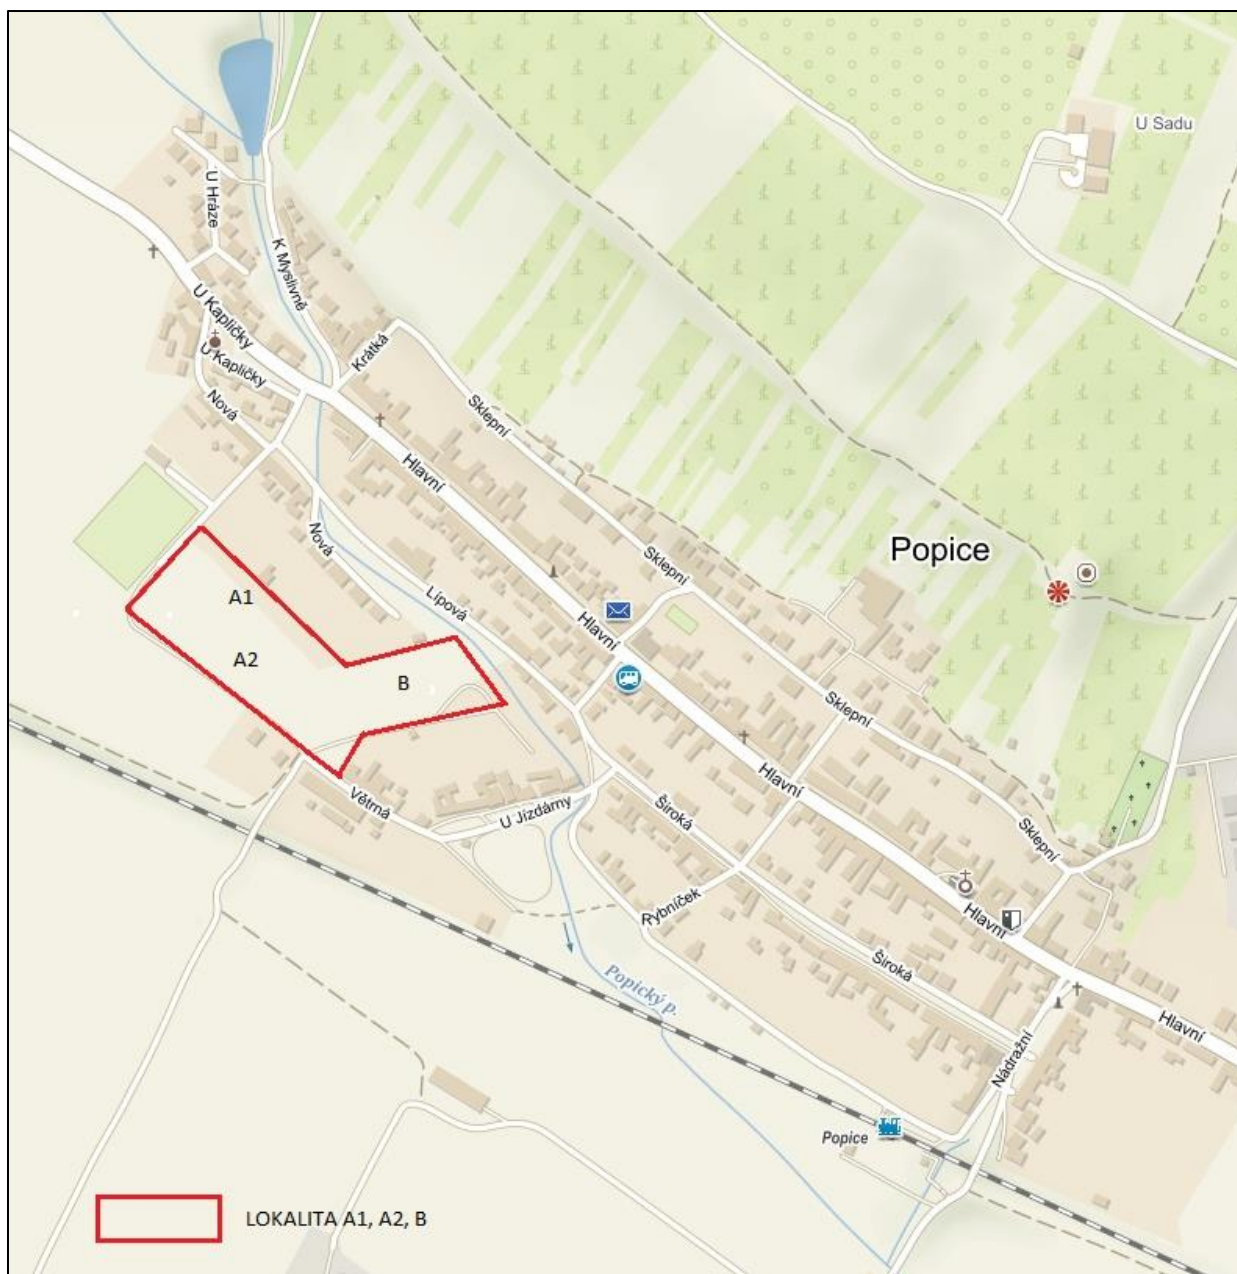 U Sadu
U Hráze
K Myslivně
U Kapličky
Krátká
U Kapličky
Nová
Sklepní
Hlavní
Nová
Sklepní
Popice
A1
Lipová
Hlavní
A2
B
Sklepní
Hlavní
Větrná
U Jízdárny
Široká
Sklepní
Rybníček
Hlavní
Široká
Popický p.
Hlavní
Nádražní
Popice
LOKALITA A1, A2, B